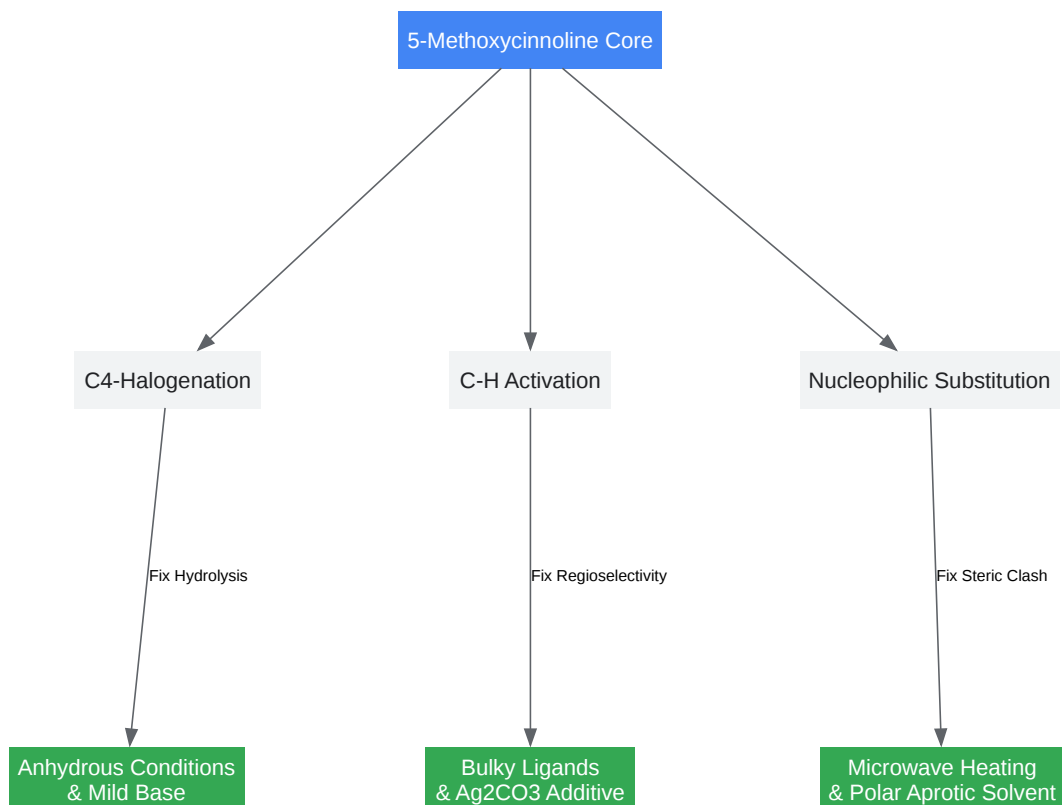 5-Methoxycinnoline Core
C4-Halogenation
C-H Activation
Nucleophilic Substitution
Fix Hydrolysis
Fix Regioselectivity
Fix Steric Clash
Anhydrous Conditions
& Mild Base
Bulky Ligands
& Ag2CO3 Additive
Microwave Heating
& Polar Aprotic Solvent